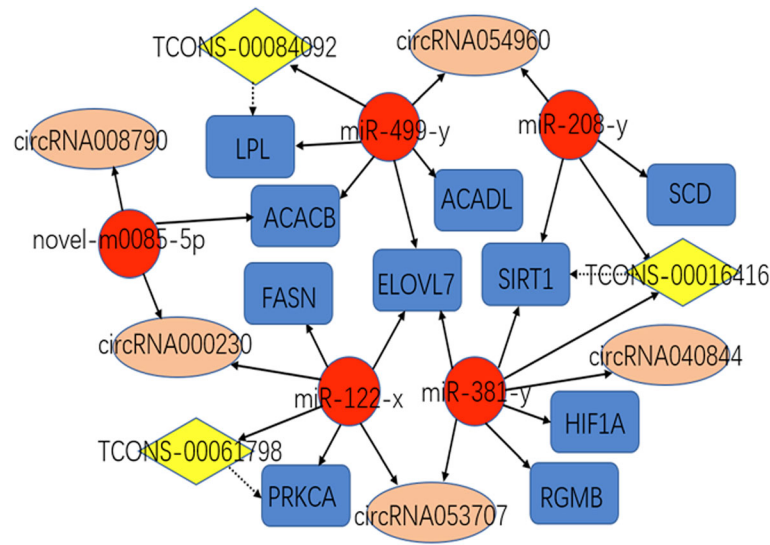 TCONS-00084092
circRNA054960
miR-499-y
miR-208-y
circRNA008790
LPL
SCD
ACADL
ACACB
novel-m0085-5p
TCONS-00016416
SIRT1
ELOVL7
FASN
circRNA000230
circRNA040844
miR-122-x
miR-381-y
HIF1A
TCONS-00061798
PRKCA
RGMB
circRNA053707